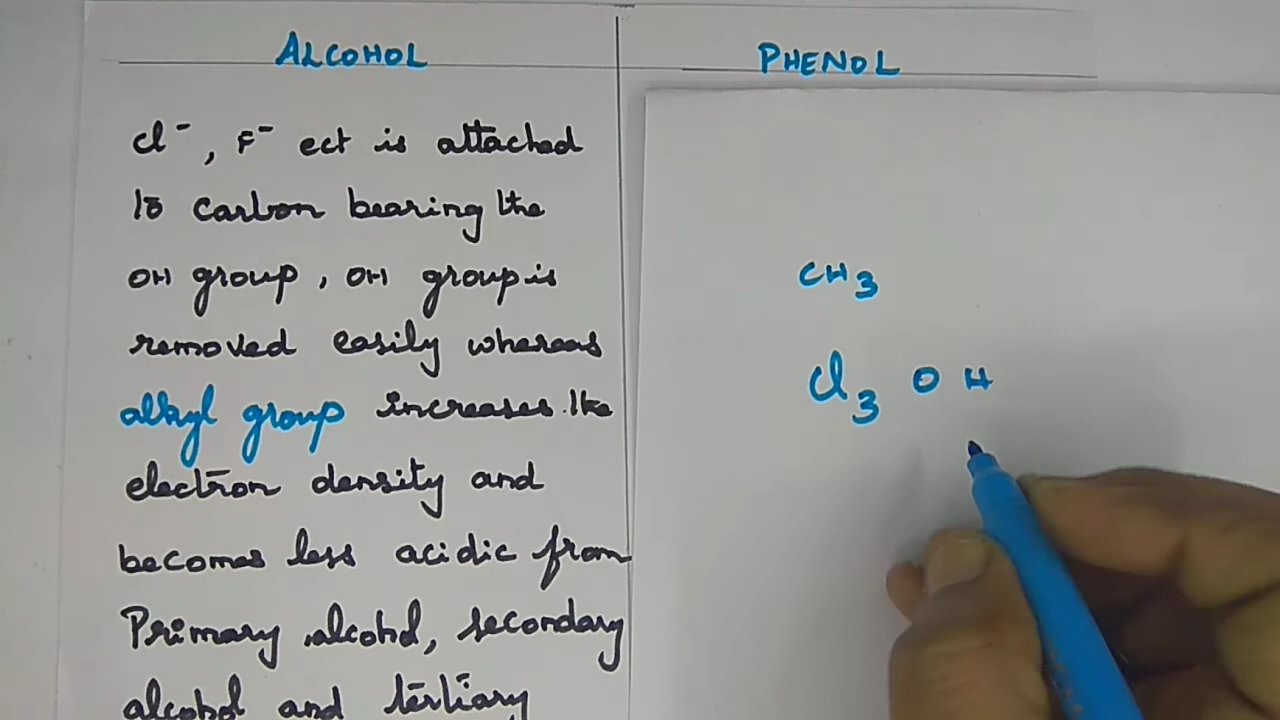 ALCOHOL
PHENOL
Cl⁻, F⁻ ect is attached
to carbon bearing the
OH group, OH group is
removed easily whereas
alkyl group increases the
electron density and
becomes less acidic from
Primary alcohol, secondary
alcohol and tertiary
CH3
Cl3 OH